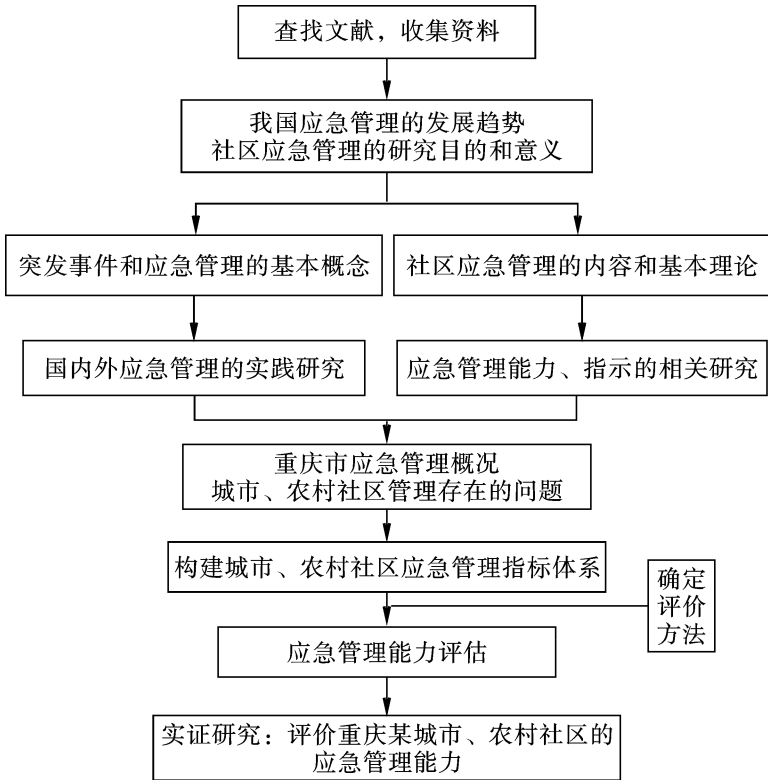 查找文献，收集资料
我国应急管理的发展趋势
社区应急管理的研究目的和意义
突发事件和应急管理的基本概念
社区应急管理的内容和基本理论
国内外应急管理的实践研究
应急管理能力、指示的相关研究
重庆市应急管理概况
城市、农村社区管理存在的问题
构建城市、农村社区应急管理指标体系
确定
评价
方法
应急管理能力评估
实证研究：评价重庆某城市、农村社区的
应急管理能力